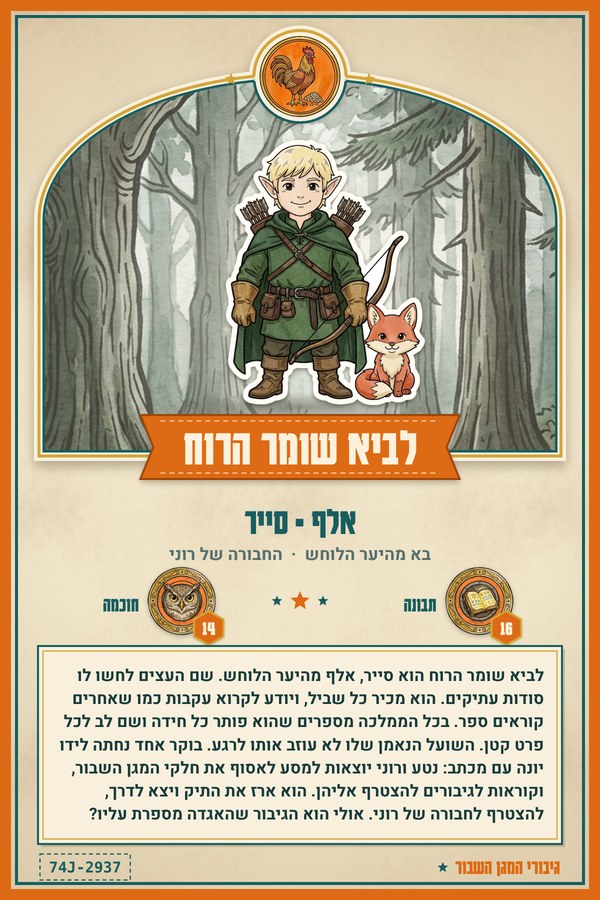 לביא שומר הרוח
אלף • סייר
בא מהיער הלוחש · החבורה של רוני
תבונה
16
חוכמה
14
לביא שומר הרוח הוא סייר, אלף מהיער הלוחש. שם העצים לחשו לו
סודות עתיקים. הוא מכיר כל שביל, ויודע לקרוא עקבות כמו שאחרים
קוראים ספר. בכל הממלכה מספרים שהוא פותר כל חידה ושם לב לכל
פרט קטן. השועל הנאמן שלו לא עוזב אותו לרגע. בוקר אחד נחתה לידו
יונה עם מכתב: נטע ורוני יוצאות למסע לאסוף את חלקי המגן השבור,
וקוראות לגיבורים להצטרף אליהן. הוא ארז את התיק ויצא לדרך,
להצטרף לחבורה של רוני. אולי הוא הגיבור שהאגדה מספרת עליו?
גיבורי המגן השבור
74J-2937